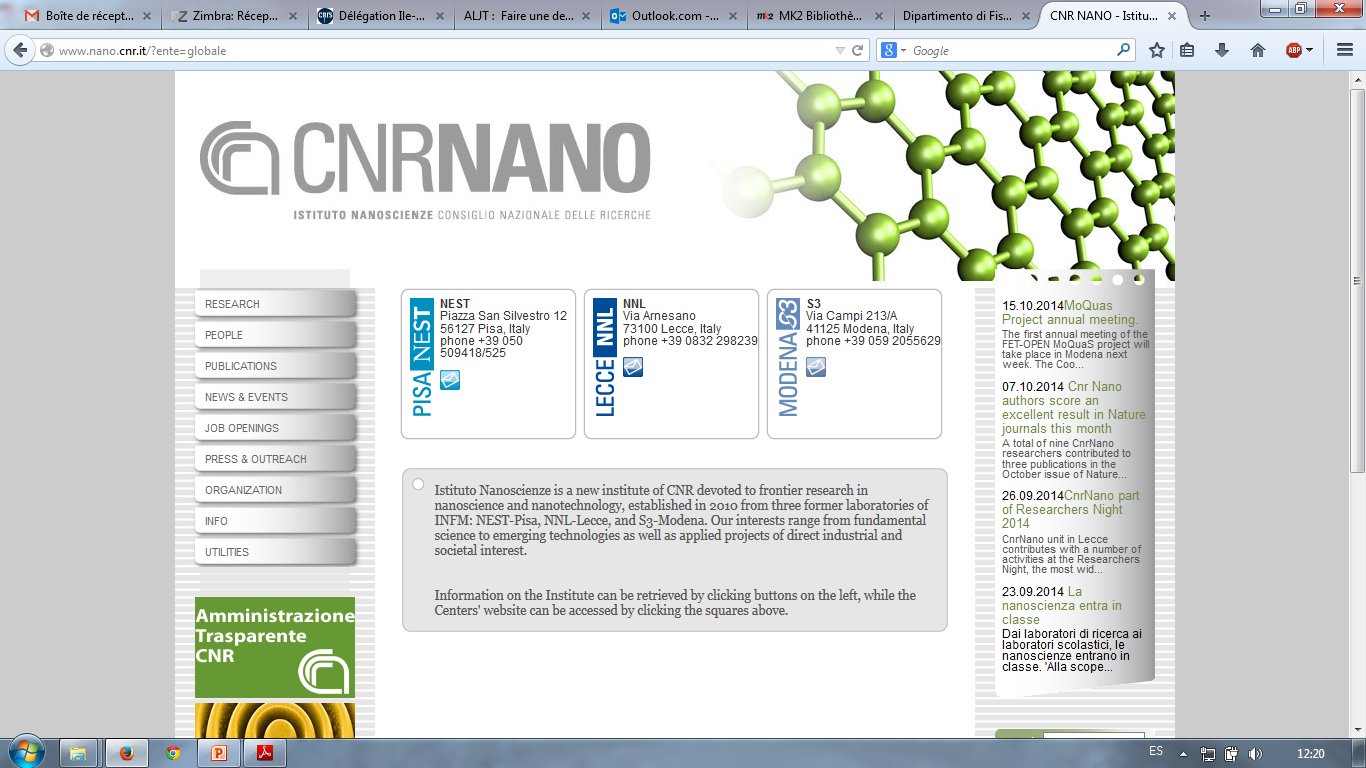 Boîte de récept...
Zimbra: Récep...
Délégation Ile-...
ALJT : Faire une de...
Outlook.com -...
MK2 Bibliothè...
Dipartimento di Fis...
CNR NANO - Istitu...
www.nano.cnr.it/?ente=globale
Google
ABP
CNRNANO
ISTITUTO NANOSCIENZE CONSIGLIO NAZIONALE DELLE RICERCHE
RESEARCH
PEOPLE
PUBLICATIONS
NEWS & EVENTS
JOB OPENINGS
PRESS & OUTREACH
ORGANIZATION
INFO
UTILITIES
Amministrazione
Trasparente
CNR
PISA NEST
NEST
Piazza San Silvestro 12
56127 Pisa, Italy
phone +39 050
509418/525
LECCE NNL
NNL
Via Arnesano
73100 Lecce, Italy
phone +39 0832 298239
MODENA S3
S3
Via Campi 213/A
41125 Modena, Italy
phone +39 059 2055629
Istituto Nanoscienze is a new institute of CNR devoted to frontier research in
nanoscience and nanotechnology, established in 2010 from three former laboratories of
INFM: NEST-Pisa, NNL-Lecce, and S3-Modena. Our interests range from fundamental
science to emerging technologies as well as applied projects of direct industrial and
societal interest.
Information on the Institute can be retrieved by clicking buttons on the left, while the
Centers' website can be accessed by clicking the squares above.
15.10.2014MoQuas
Project annual meeting.
The first annual meeting of the
FET-OPEN MoQuaS project will
take place in Modena next
week. The Coo...
07.10.2014 Cnr Nano
authors score an
excellent result in Nature
journals this month
A total of nine CnrNano
researchers contributed to
three publications in the
October issue of Nature...
26.09.2014CnrNano part
of Researchers Night
2014
CnrNano unit in Lecce
contributes with a number of
activities at the Researchers
Night, the most wid...
23.09.2014 La
nanoscienza entra in
classe
Dai laboratori di ricerca ai
laboratori scolastici, le
nanoscienze entrano in
classe. 'Alla scope...
ES
12:20